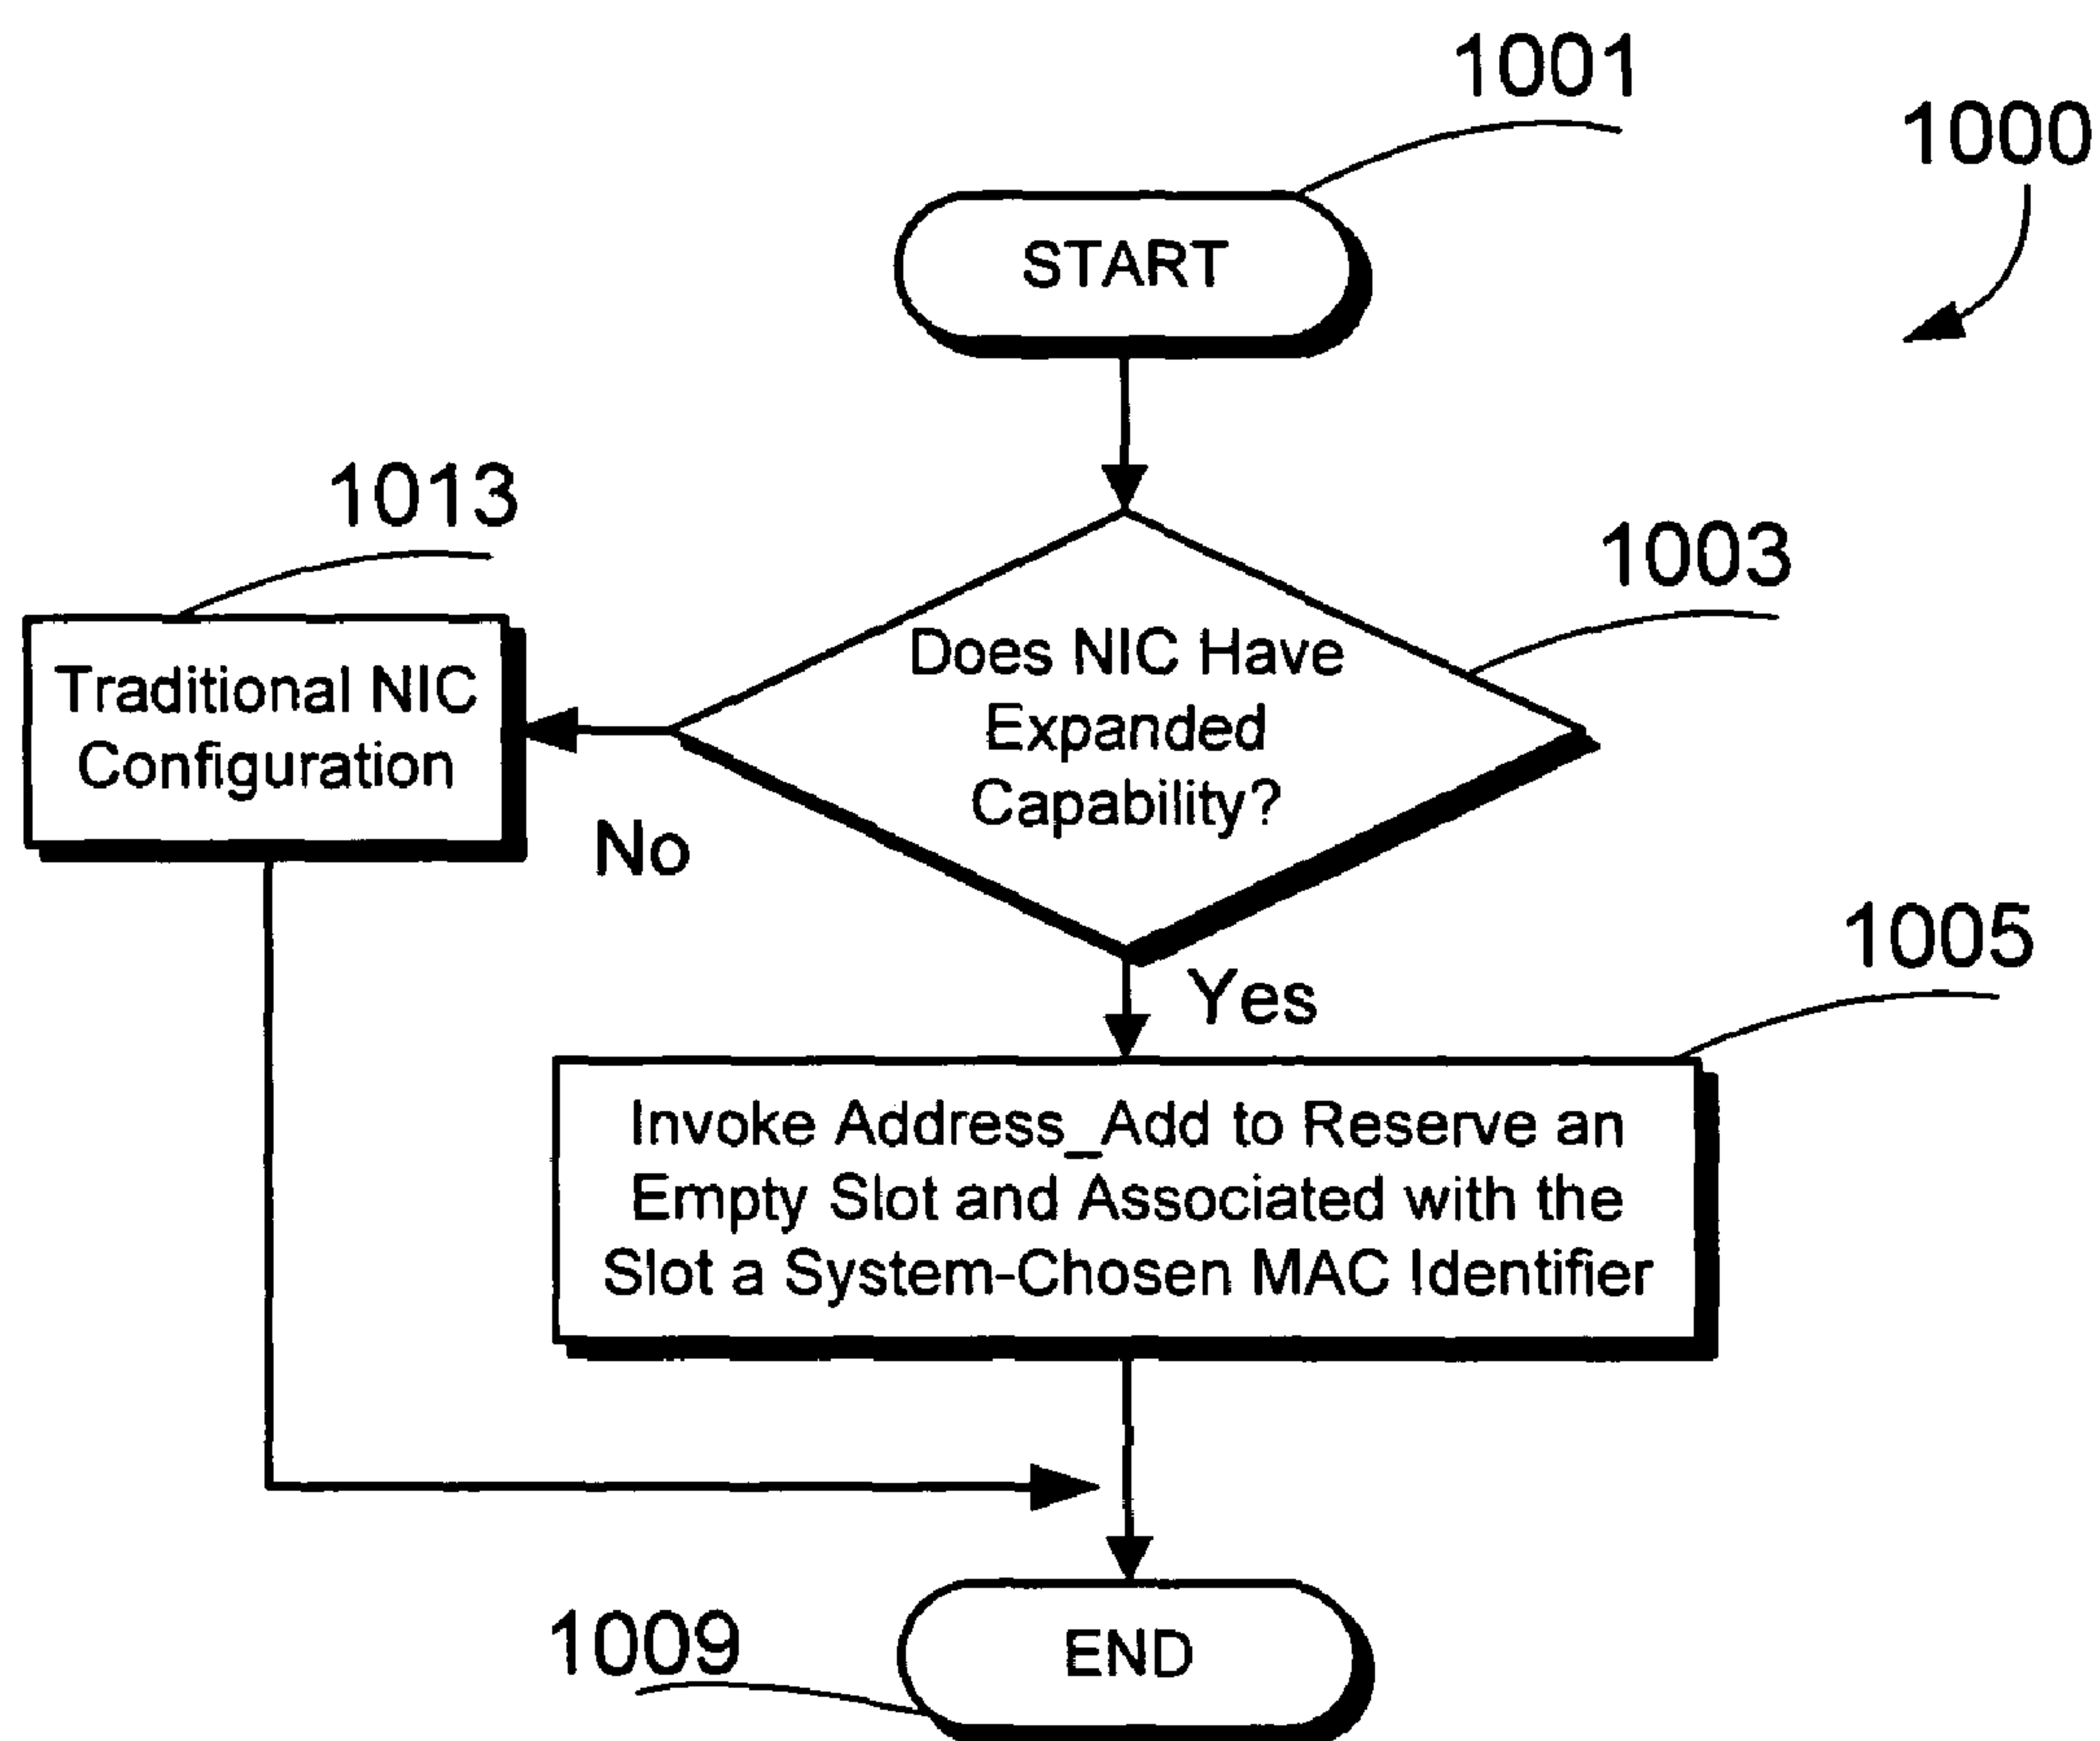 1001
1000
START
1013
1003
Does NIC Have
Expanded
Capability?
Traditional NIC
Configuration
No
Yes
1005
Invoke Address_Add to Reserve an
Empty Slot and Associated with the
Slot a System-Chosen MAC Identifier
1009
END